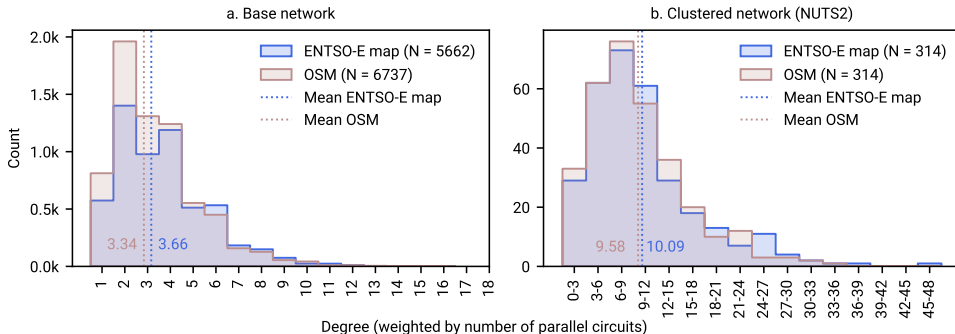 a. Base network
b. Clustered network (NUTS2)
Count
2.0k
1.5k
1.0k
0.5k
0.0k
ENTSO-E map (N = 5662)
OSM (N = 6737)
Mean ENTSO-E map
Mean OSM
3.34
3.66
1 2 3 4 5 6 7 8 9 10 11 12 13 14 15 16 17 18
60
40
20
0
ENTSO-E map (N = 314)
OSM (N = 314)
Mean ENTSO-E map
Mean OSM
9.58
10.09
0-3 3-6 6-9 9-12 12-15 15-18 18-21 21-24 24-27 27-30 30-33 33-36 36-39 39-42 42-45 45-48
Degree (weighted by number of parallel circuits)